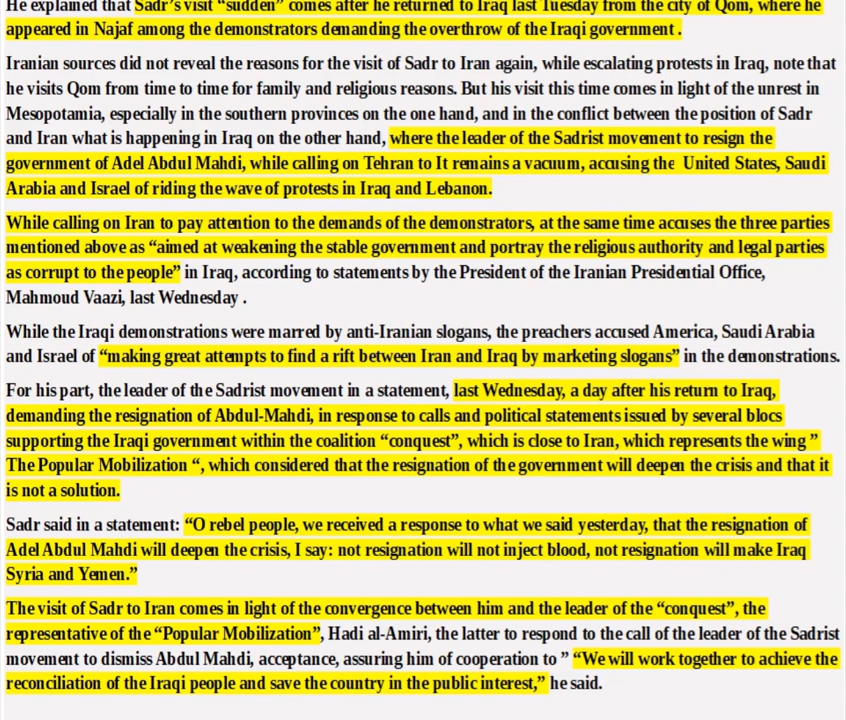 He explained that Sadr's visit “sudden” comes after he returned to Iraq last Tuesday from the city of Qom, where he
appeared in Najaf among the demonstrators demanding the overthrow of the Iraqi government .
Iranian sources did not reveal the reasons for the visit of Sadr to Iran again, while escalating protests in Iraq, note that
he visits Qom from time to time for family and religious reasons. But his visit this time comes in light of the unrest in
Mesopotamia, especially in the southern provinces on the one hand, and in the conflict between the position of Sadr
and Iran what is happening in Iraq on the other hand, where the leader of the Sadrist movement to resign the
government of Adel Abdul Mahdi, while calling on Tehran to It remains a vacuum, accusing the United States, Saudi
Arabia and Israel of riding the wave of protests in Iraq and Lebanon.
While calling on Iran to pay attention to the demands of the demonstrators, at the same time accuses the three parties
mentioned above as “aimed at weakening the stable government and portray the religious authority and legal parties
as corrupt to the people” in Iraq, according to statements by the President of the Iranian Presidential Office,
Mahmoud Vaazi, last Wednesday .
While the Iraqi demonstrations were marred by anti-Iranian slogans, the preachers accused America, Saudi Arabia
and Israel of “making great attempts to find a rift between Iran and Iraq by marketing slogans” in the demonstrations.
For his part, the leader of the Sadrist movement in a statement, last Wednesday, a day after his return to Iraq,
demanding the resignation of Abdul-Mahdi, in response to calls and political statements issued by several blocs
supporting the Iraqi government within the coalition “conquest”, which is close to Iran, which represents the wing ”
The Popular Mobilization “, which considered that the resignation of the government will deepen the crisis and that it
is not a solution.
Sadr said in a statement: “O rebel people, we received a response to what we said yesterday, that the resignation of
Adel Abdul Mahdi will deepen the crisis, I say: not resignation will not inject blood, not resignation will make Iraq
Syria and Yemen.”
The visit of Sadr to Iran comes in light of the convergence between him and the leader of the “conquest”, the
representative of the “Popular Mobilization”, Hadi al-Amiri, the latter to respond to the call of the leader of the Sadrist
movement to dismiss Abdul Mahdi, acceptance, assuring him of cooperation to ” “We will work together to achieve the
reconciliation of the Iraqi people and save the country in the public interest,” he said.